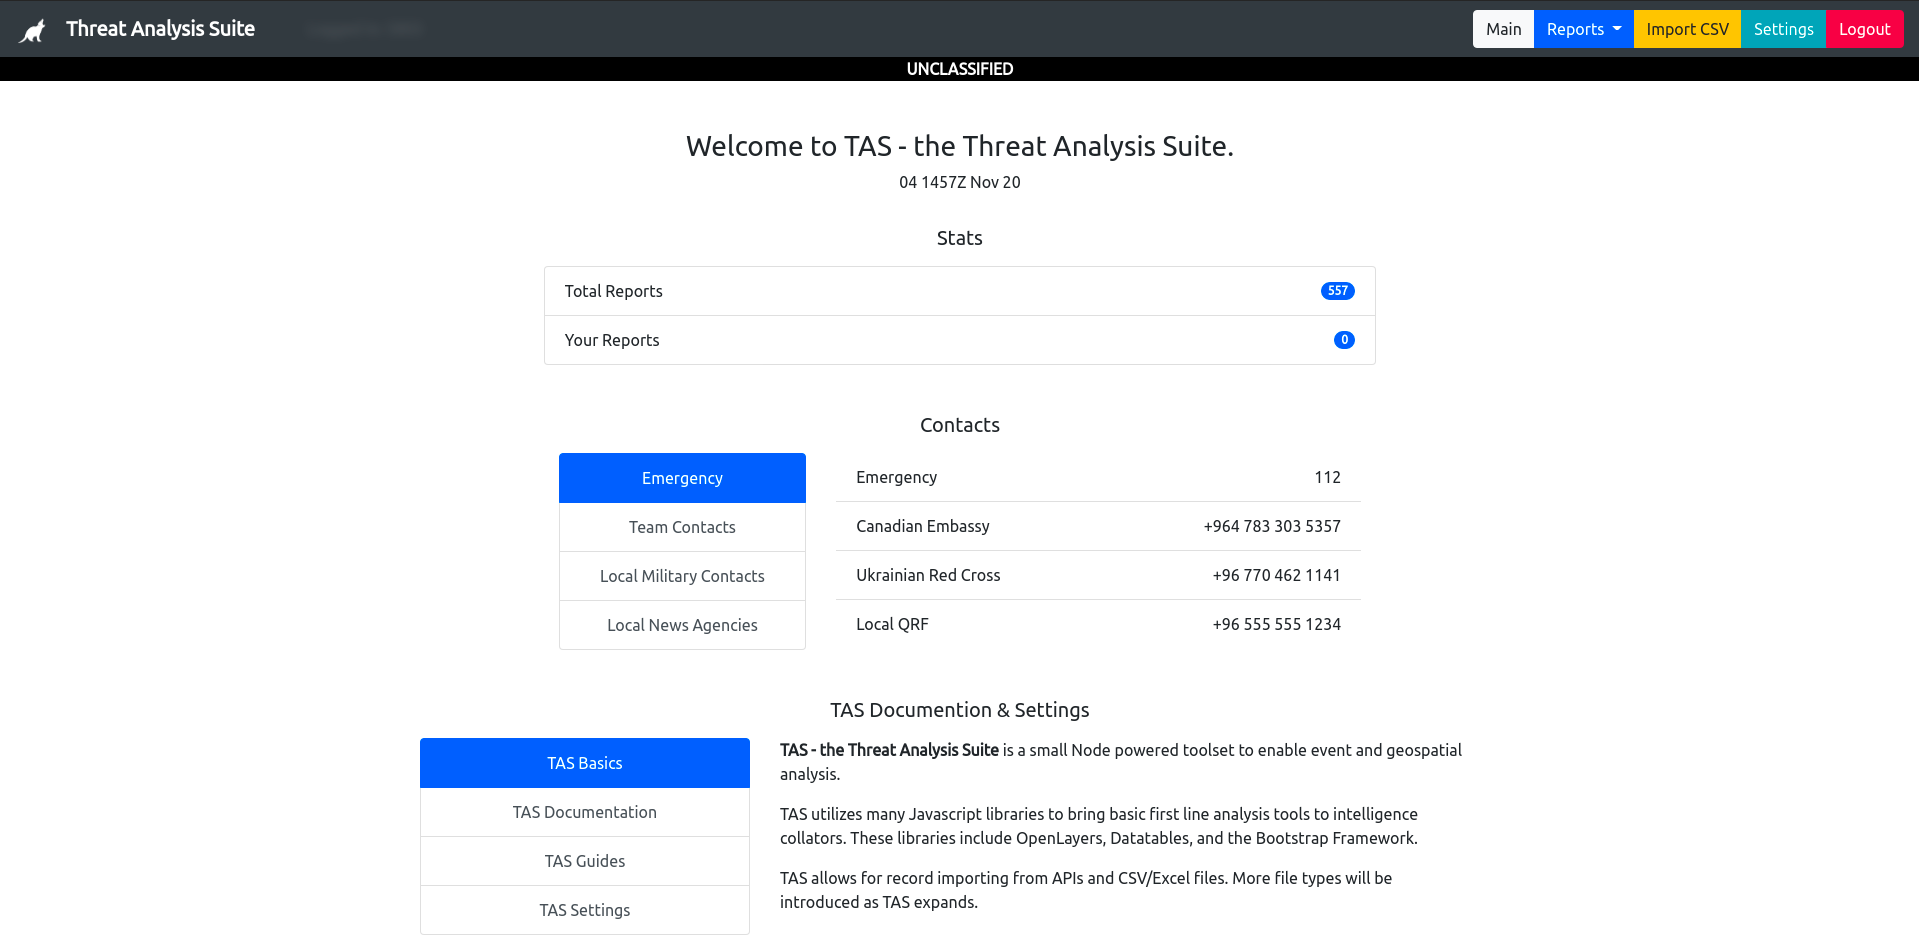 Threat Analysis Suite
Main Reports Import CSV Settings Logout
UNCLASSIFIED
Welcome to TAS - the Threat Analysis Suite.
04 1457Z Nov 20
Stats
Total Reports 557
Your Reports 0
Contacts
Emergency
Team Contacts
Local Military Contacts
Local News Agencies
Emergency 112
Canadian Embassy +964 783 303 5357
Ukrainian Red Cross +96 770 462 1141
Local QRF +96 555 555 1234
TAS Documention & Settings
TAS Basics
TAS Documentation
TAS Guides
TAS Settings
TAS - the Threat Analysis Suite is a small Node powered toolset to enable event and geospatial
analysis.
TAS utilizes many Javascript libraries to bring basic first line analysis tools to intelligence
collators. These libraries include OpenLayers, Datatables, and the Bootstrap Framework.
TAS allows for record importing from APIs and CSV/Excel files. More file types will be
introduced as TAS expands.